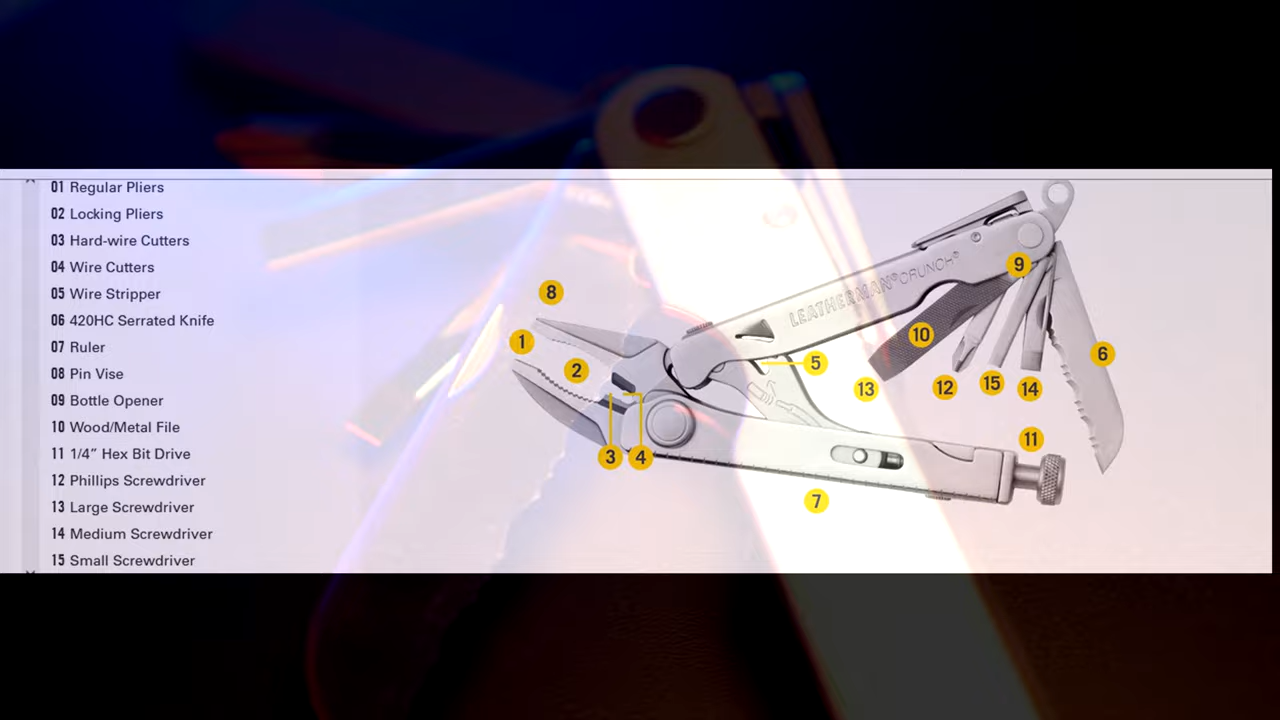 01 Regular Pliers
02 Locking Pliers
03 Hard-wire Cutters
04 Wire Cutters
05 Wire Stripper
06 420HC Serrated Knife
07 Ruler
08 Pin Vise
09 Bottle Opener
10 Wood/Metal File
11 1/4" Hex Bit Drive
12 Phillips Screwdriver
13 Large Screwdriver
14 Medium Screwdriver
15 Small Screwdriver
LEATHERMAN® CRUNCH®
9
8
10
1
5
6
2
13
12
15
14
11
3
4
7